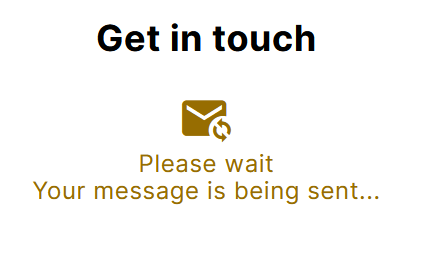 Get in touch
Please wait
Your message is being sent...